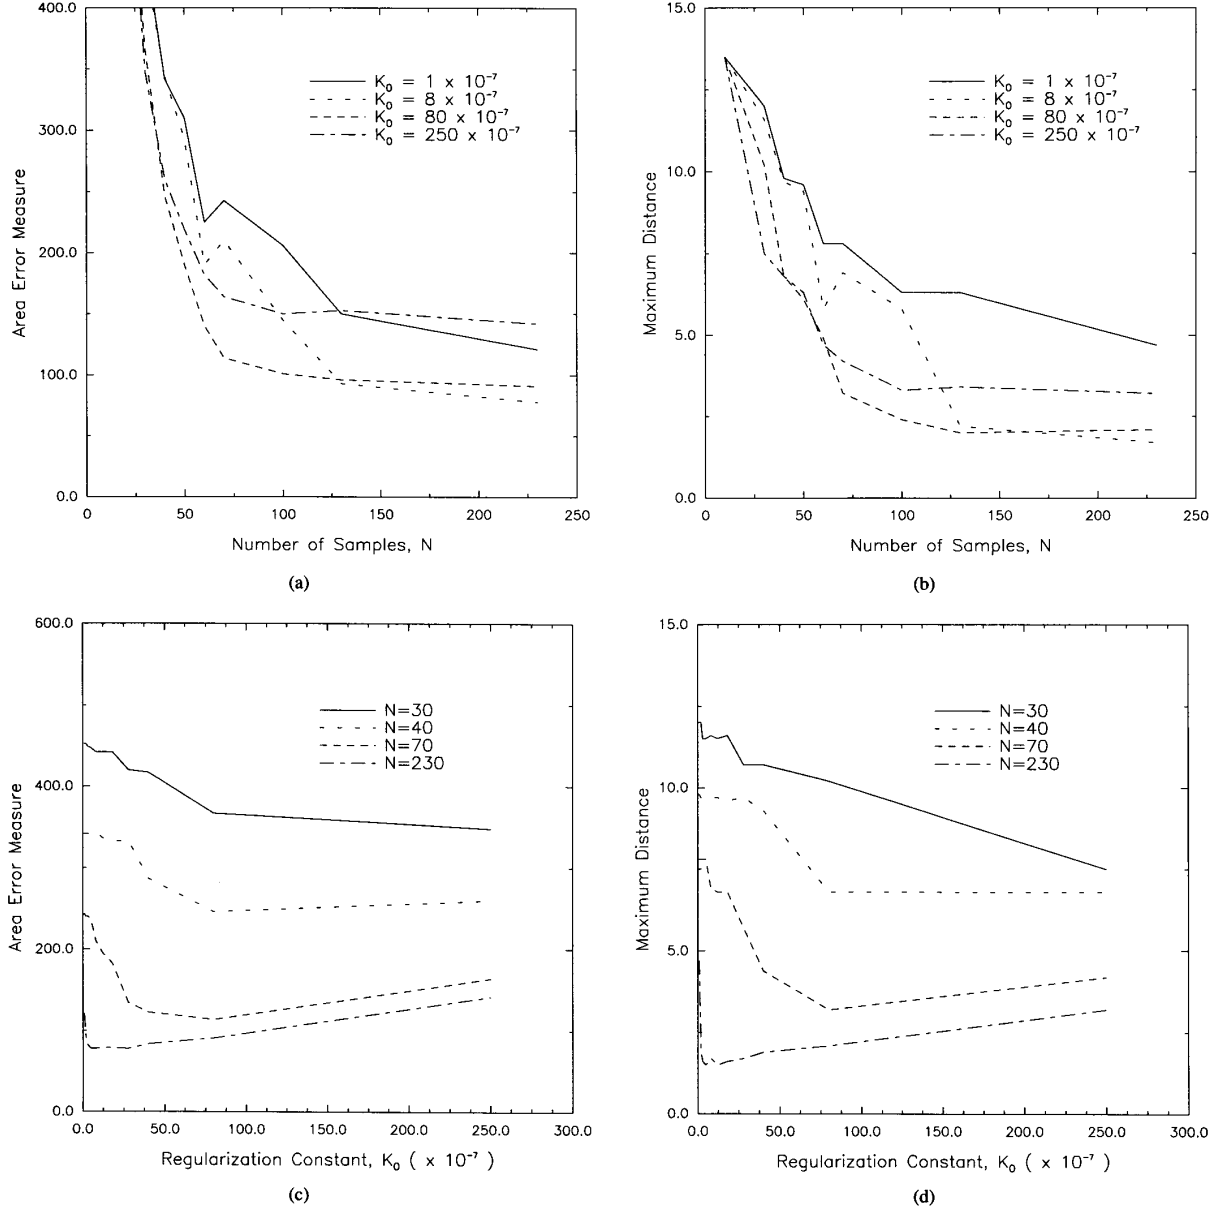 400.0
300.0
200.0
100.0
0.0
Area Error Measure
K₀ = 1 x 10⁻⁷
K₀ = 8 x 10⁻⁷
K₀ = 80 x 10⁻⁷
K₀ = 250 x 10⁻⁷
0 50 100 150 200 250
Number of Samples, N
(a)
15.0
10.0
5.0
0.0
Maximum Distance
K₀ = 1 x 10⁻⁷
K₀ = 8 x 10⁻⁷
K₀ = 80 x 10⁻⁷
K₀ = 250 x 10⁻⁷
0 50 100 150 200 250
Number of Samples, N
(b)
600.0
400.0
200.0
0.0
Area Error Measure
N=30
N=40
N=70
N=230
0.0 50.0 100.0 150.0 200.0 250.0 300.0
Regularization Constant, K₀ ( x 10⁻⁷)
(c)
15.0
10.0
5.0
0.0
Maximum Distance
N=30
N=40
N=70
N=230
0.0 50.0 100.0 150.0 200.0 250.0 300.0
Regularization Constant, K₀ ( x 10⁻⁷)
(d)